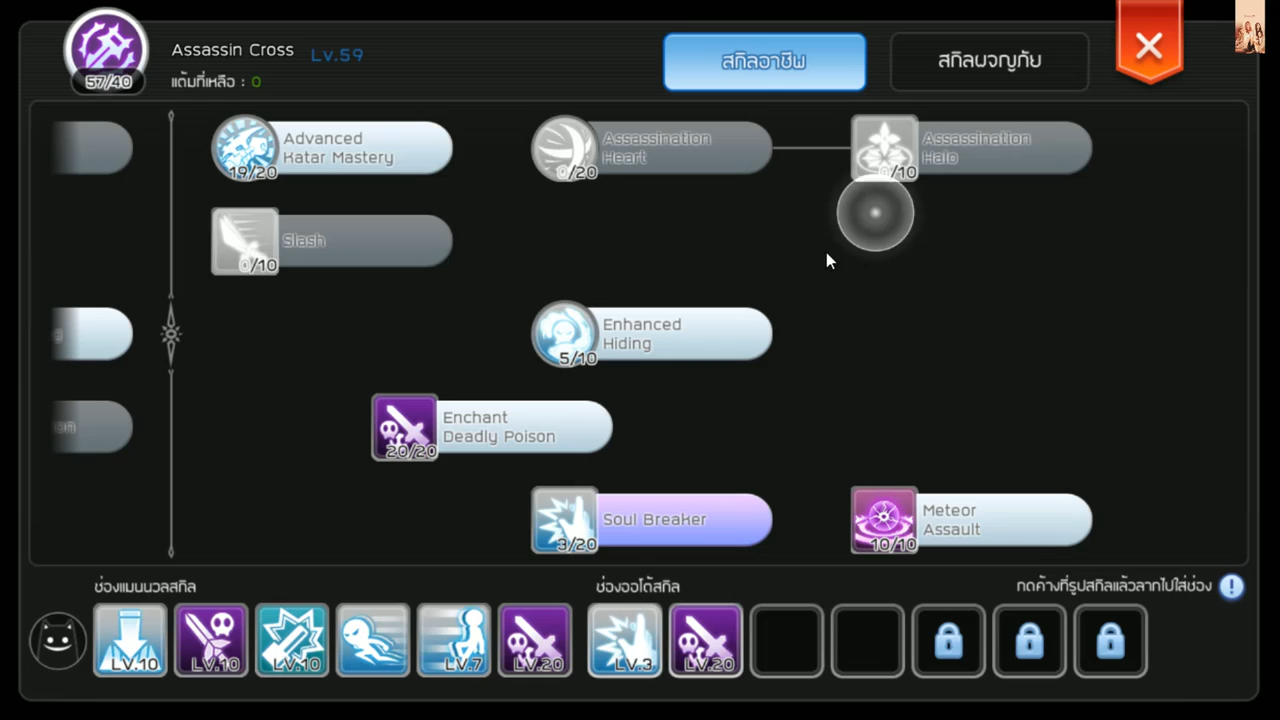 Assassin Cross Lv.59
57/40
แต้มที่เหลือ : 0
สกิลอาชีพ
สกิลผจญภัย
Advanced
Katar Mastery
19/20
Assassination
Heart
0/20
Assassination
Halo
0/10
Slash
0/10
Enhanced
Hiding
5/10
Enchant
Deadly Poison
20/20
Soul Breaker
3/20
Meteor
Assault
10/10
ช่องแมนนวลสกิล
ช่องออโต้สกิล
กดค้างที่รูปสกิลแล้วลากไปใส่ช่อง
LV.10
LV.10
LV.10
LV.7
LV.20
LV.3
LV.20